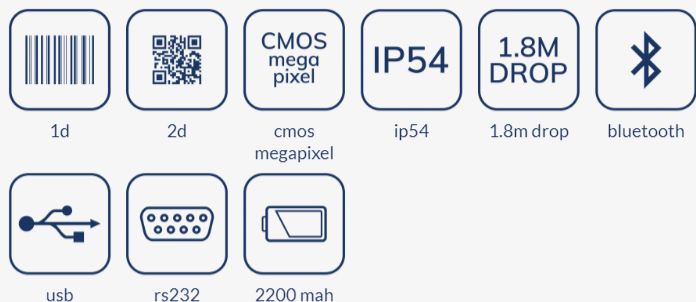 CMOS
mega
pixel
IP54
1.8M
DROP
1d
2d
cmos
megapixel
ip54
1.8m drop
bluetooth
usb
rs232
2200 mah